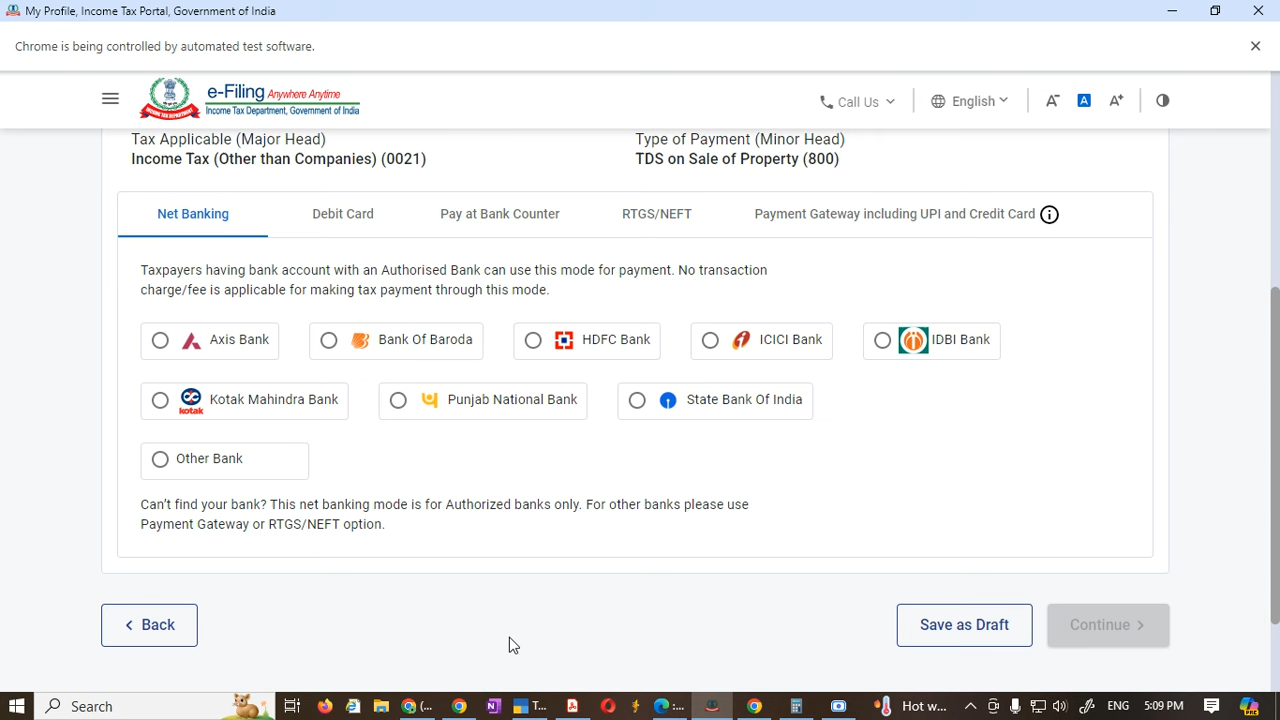 My Profile, Income Tax Portal, Government of India
Chrome is being controlled by automated test software.
e-Filing Anywhere Anytime
Income Tax Department, Government of India
Call Us
English
A-
A
A+
Tax Applicable (Major Head)
Income Tax (Other than Companies) (0021)
Type of Payment (Minor Head)
TDS on Sale of Property (800)
Net Banking
Debit Card
Pay at Bank Counter
RTGS/NEFT
Payment Gateway including UPI and Credit Card
Taxpayers having bank account with an Authorised Bank can use this mode for payment. No transaction
charge/fee is applicable for making tax payment through this mode.
Axis Bank
Bank Of Baroda
HDFC Bank
ICICI Bank
IDBI Bank
kotak
Kotak Mahindra Bank
Punjab National Bank
State Bank Of India
Other Bank
Can't find your bank? This net banking mode is for Authorized banks only. For other banks please use
Payment Gateway or RTGS/NEFT option.
Back
Save as Draft
Continue
Search
(...
T...
:...
Hot w...
ENG
5:09 PM